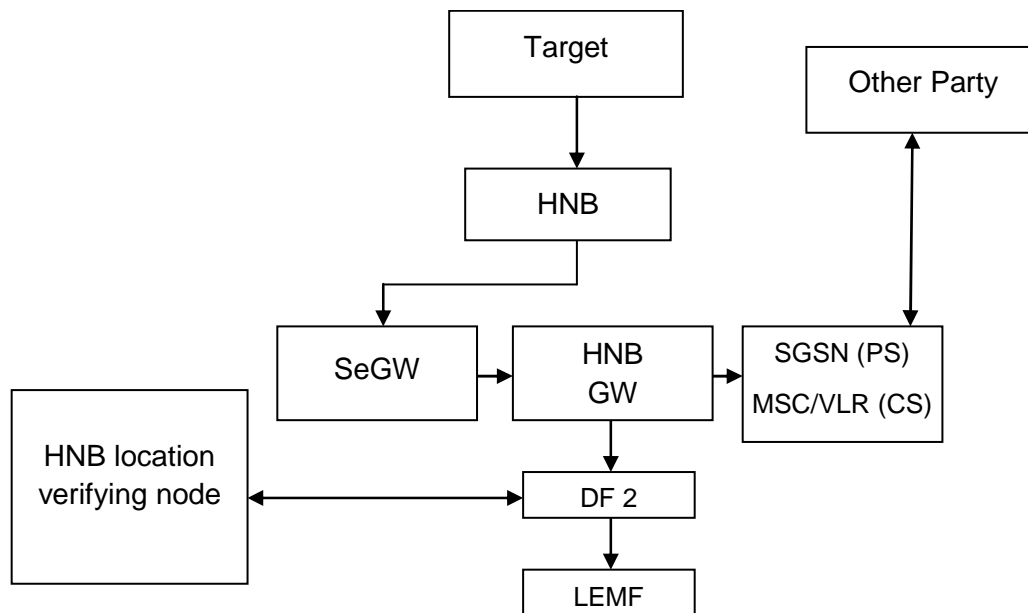 Target
Other Party
HNB
SeGW
HNB
GW
SGSN (PS)
MSC/VLR (CS)
HNB location
verifying node
DF 2
LEMF